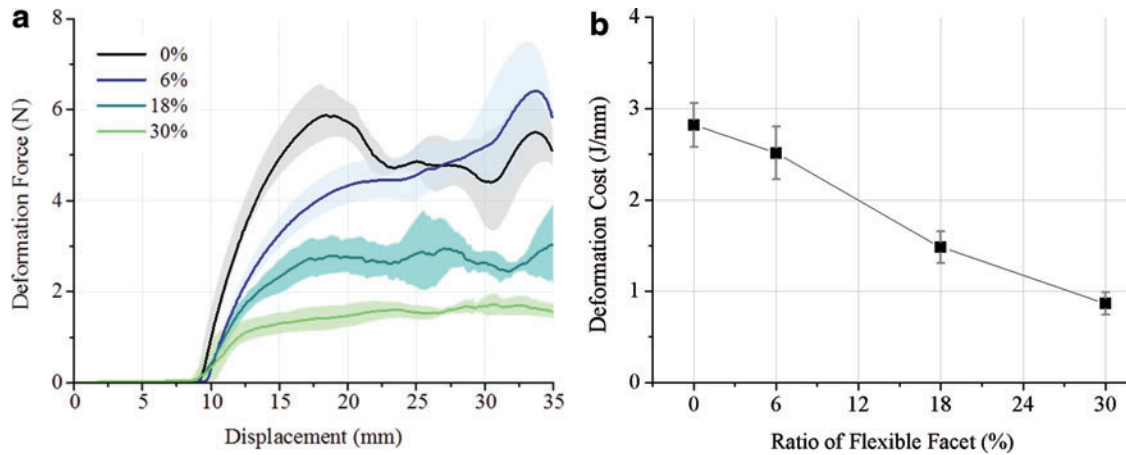 a
8
6
4
2
0
Deformation Force (N)
0%
6%
18%
30%
0 5 10 15 20 25 30 35
Displacement (mm)
b
4
3
2
1
0
Deformation Cost (J/mm)
0 6 12 18 24 30
Ratio of Flexible Facet (%)